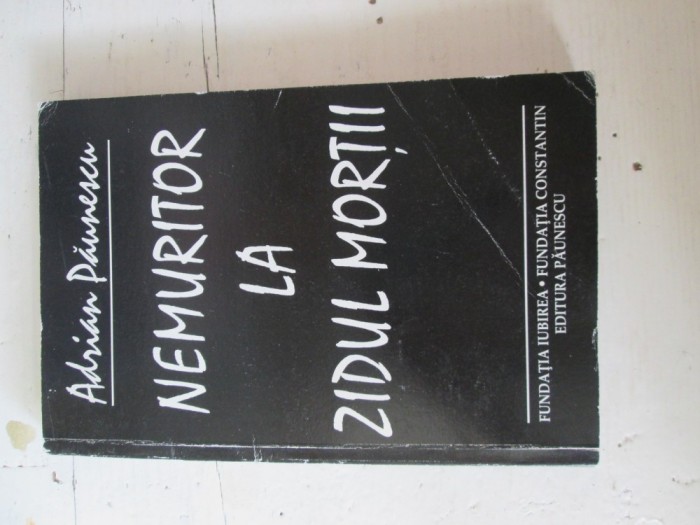 Adrian Păunescu
NEMURITOR
LA
ZIDUL MORȚII
FUNDAȚIA IUBIREA • FUNDAȚIA CONSTANTIN
EDITURA PĂUNESCU